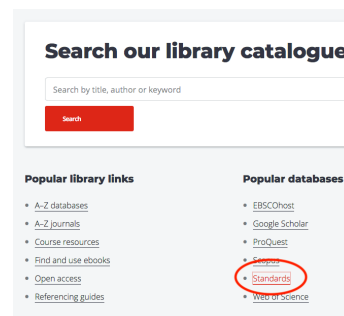 Search our library catalogue
Search by title, author or keyword
Search
Popular library links
A–Z databases
A–Z journals
Course resources
Find and use ebooks
Open access
Referencing guides
Popular databases
EBSCOhost
Google Scholar
ProQuest
Scopus
Standards
Web of Science